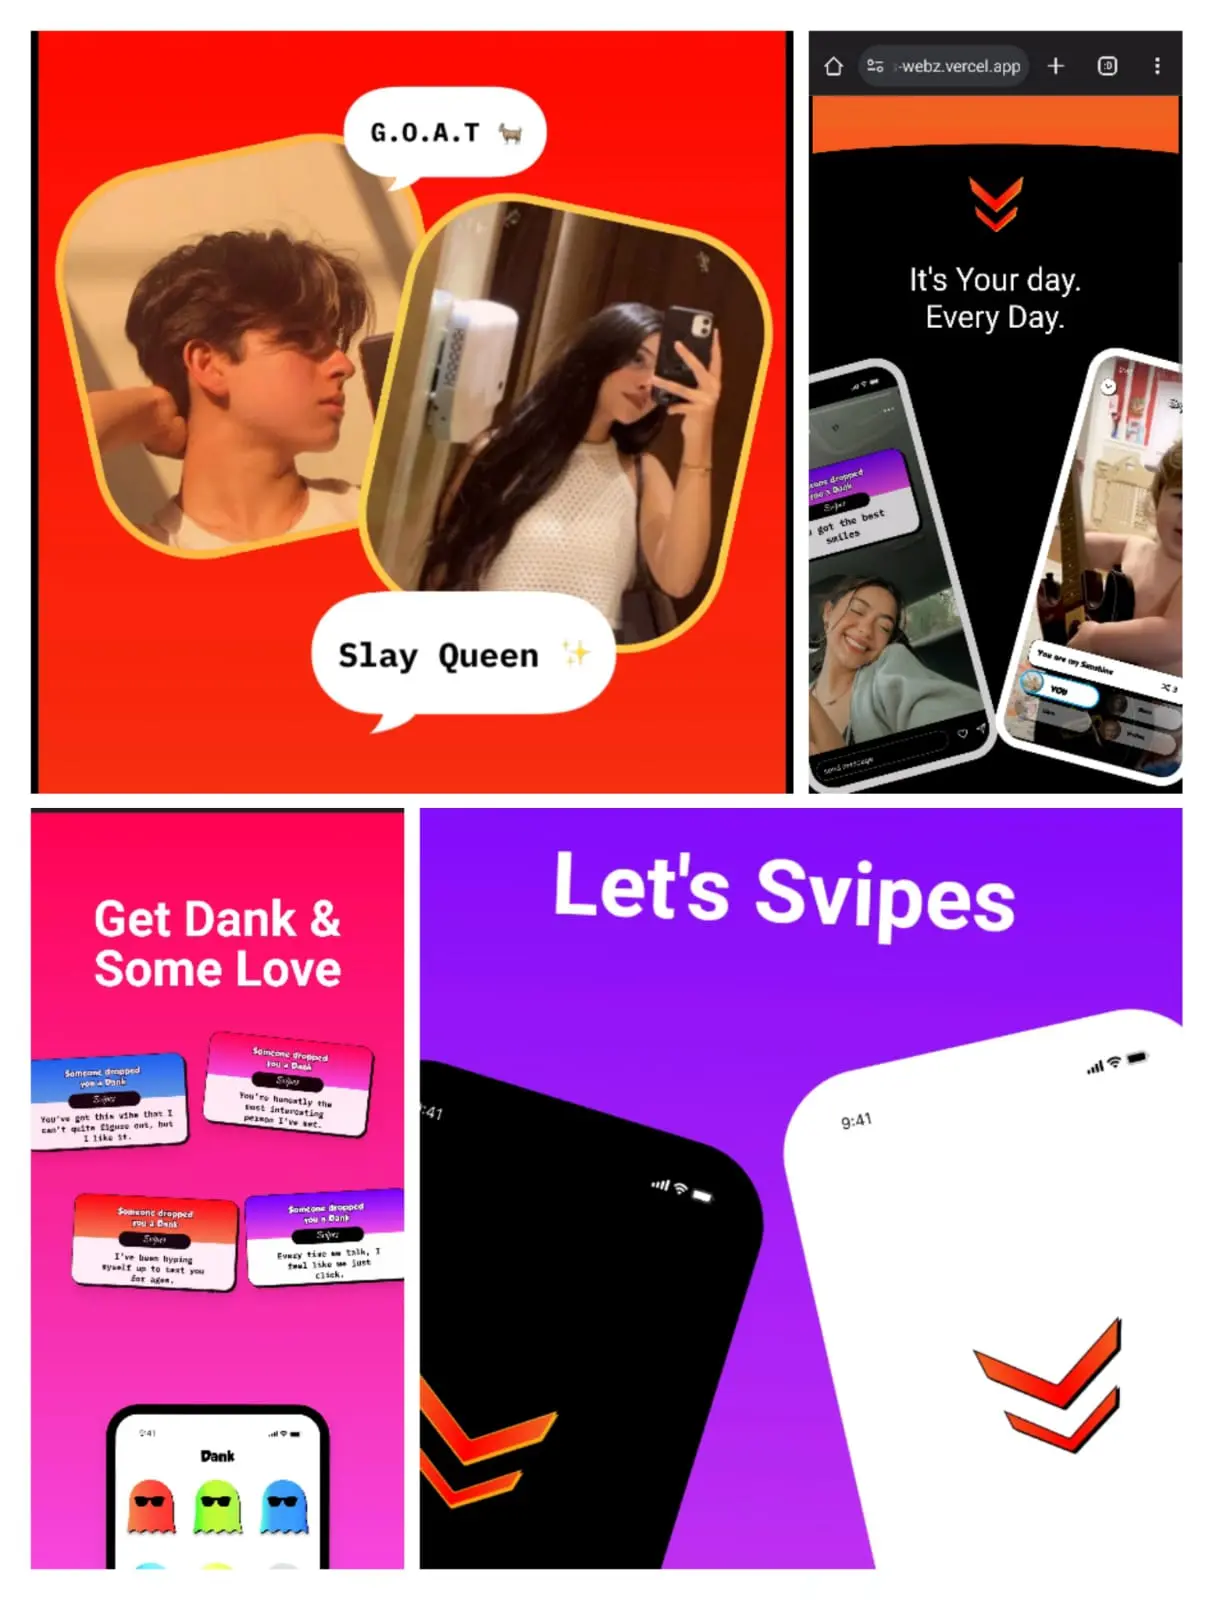 G.O.A.T 🐐
Slay Queen ✨
-webz.vercel.app
:D
It's Your day.
Every Day.
dropped
you a Dank
Svipes
got the best
smiles
send message
You are my Sunshine
3
YOU
Get Dank &
Some Love
Someone dropped
you a Dank
Svipes
You've got this vibe that I
can't quite figure out, but
I like it.
Someone dropped
you a Dank
Svipes
You're honestly the
most interesting
person I've met.
Someone dropped
you a Dank
Svipes
I've been hyping
myself up to text you
for ages.
Someone dropped
you a Dank
Svipes
Every time we talk, I
feel like we just
click.
9:41
Dank
Let's Svipes
:41
9:41